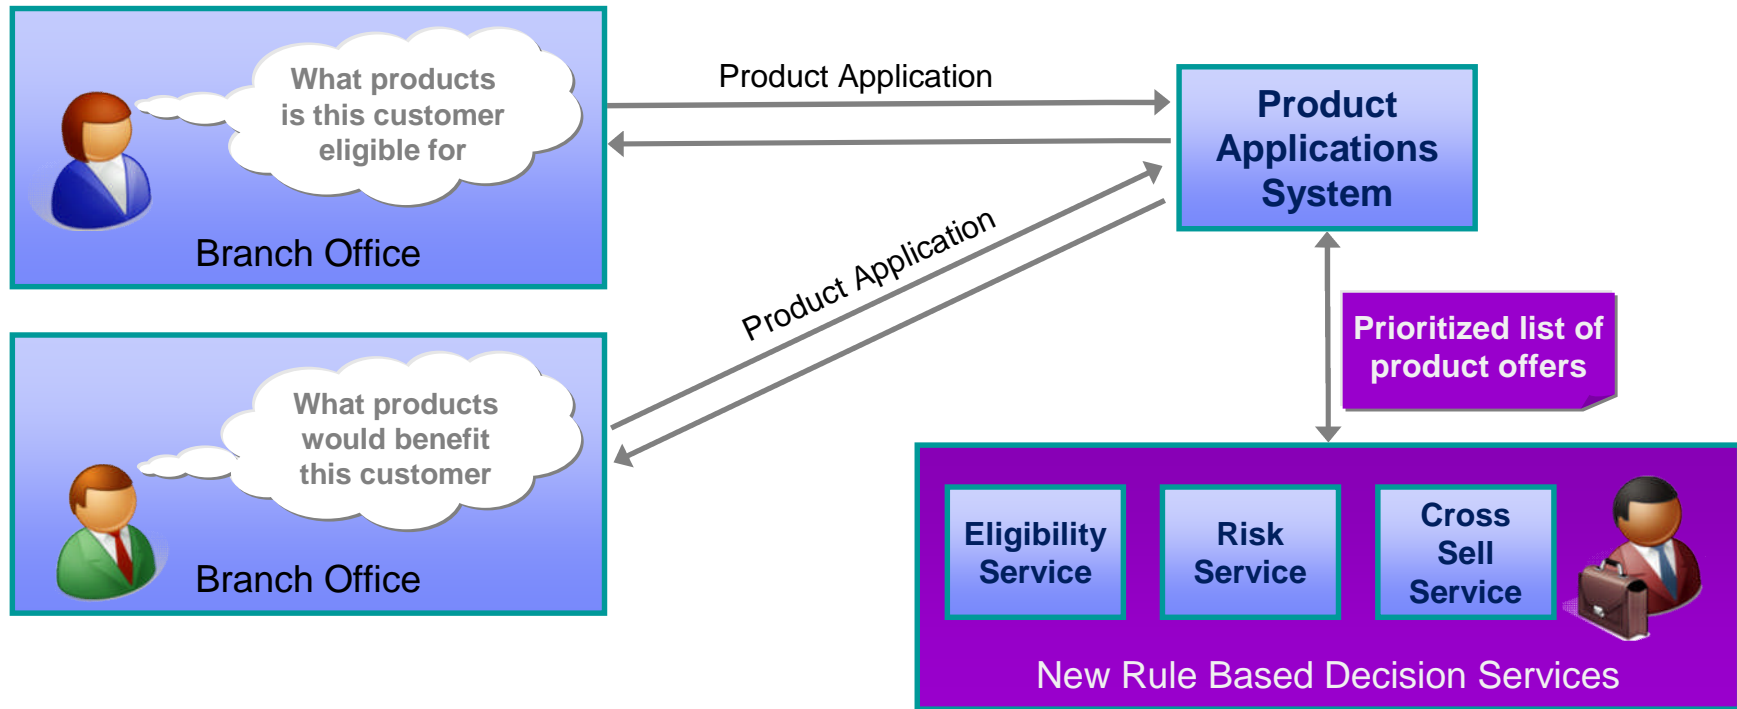 What products
is this customer
eligible for
Branch Office
Product Application
Product
Applications
System
Product Application
What products
would benefit
this customer
Branch Office
Prioritized list of
product offers
Eligibility
Service
Risk
Service
Cross
Sell
Service
New Rule Based Decision Services